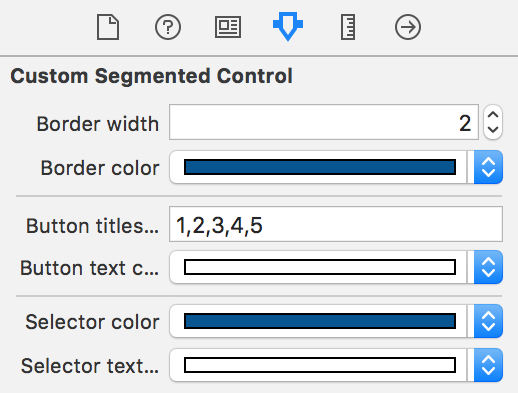 Custom Segmented Control
Border width 2
Border color
Button titles... 1,2,3,4,5
Button text c...
Selector color
Selector text...